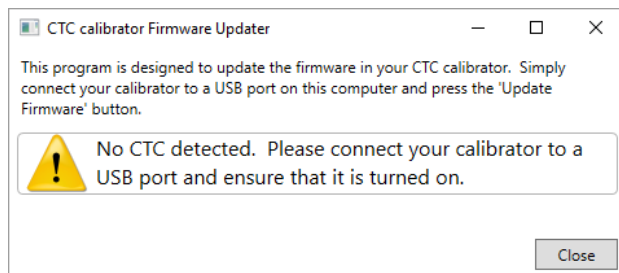 CTC calibrator Firmware Updater
This program is designed to update the firmware in your CTC calibrator.  Simply
connect your calibrator to a USB port on this computer and press the 'Update
Firmware' button.
No CTC detected.  Please connect your calibrator to a
USB port and ensure that it is turned on.
Close